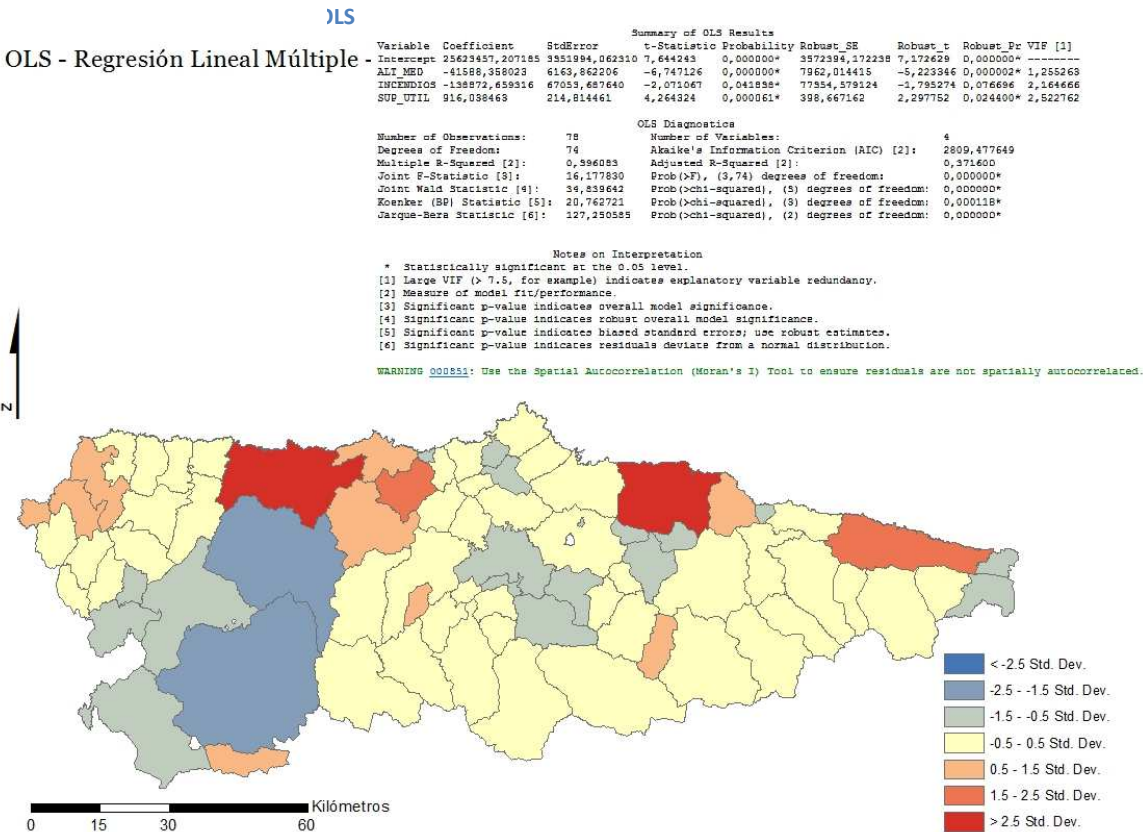 OLS
OLS - Regresión Lineal Múltiple -
Summary of OLS Results
Variable Coefficient StdError t-Statistic Probability Robust_SE Robust_t Robust_Pr VIF [1]
Intercept 25623457,207185 3351994,062310 7,644243 0,000000* 3572394,172238 7,172629 0,000000* --------
ALT_MED -41588,358023 6163,862206 -6,747126 0,000000* 7962,014415 -5,223346 0,000002* 1,255263
INCENDIOS -138872,659316 67053,687640 -2,071067 0,041838* 77354,579124 -1,795274 0,076696 2,164666
SUP_UTIL 916,038463 214,814461 4,264324 0,000061* 398,667162 2,297752 0,024400* 2,522762
OLS Diagnostics
Number of Observations: 78 Number of Variables: 4
Degrees of Freedom: 74 Akaike's Information Criterion (AIC) [2]: 2809,477649
Multiple R-Squared [2]: 0,396083 Adjusted R-Squared [2]: 0,371600
Joint F-Statistic [3]: 16,177830 Prob(>F), (3,74) degrees of freedom: 0,000000*
Joint Wald Statistic [4]: 34,839642 Prob(>chi-squared), (3) degrees of freedom: 0,000000*
Koenker (BP) Statistic [5]: 20,762721 Prob(>chi-squared), (3) degrees of freedom: 0,000118*
Jarque-Bera Statistic [6]: 127,250585 Prob(>chi-squared), (2) degrees of freedom: 0,000000*
Notes on Interpretation
* Statistically significant at the 0.05 level.
[1] Large VIF (> 7.5, for example) indicates explanatory variable redundancy.
[2] Measure of model fit/performance.
[3] Significant p-value indicates overall model significance.
[4] Significant p-value indicates robust overall model significance.
[5] Significant p-value indicates biased standard errors; use robust estimates.
[6] Significant p-value indicates residuals deviate from a normal distribution.
WARNING 000851: Use the Spatial Autocorrelation (Moran's I) Tool to ensure residuals are not spatially autocorrelated.
N
< -2.5 Std. Dev.
-2.5 - -1.5 Std. Dev.
-1.5 - -0.5 Std. Dev.
-0.5 - 0.5 Std. Dev.
0.5 - 1.5 Std. Dev.
1.5 - 2.5 Std. Dev.
> 2.5 Std. Dev.
Kilómetros
0 15 30 60